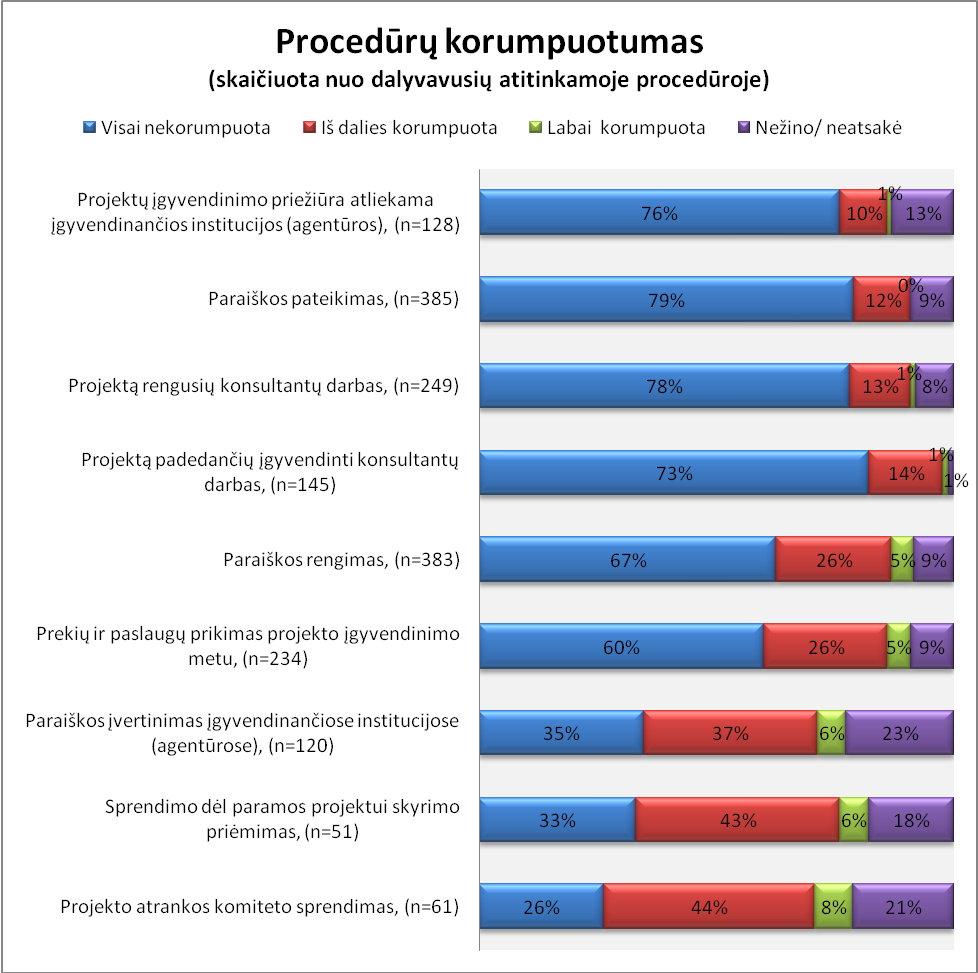 Procedūrų korumpuotumas
(skaičiuota nuo dalyvavusių atitinkamoje procedūroje)
Visai nekorumpuota Iš dalies korumpuota Labai korumpuota Nežino/ neatsakė
Projektų įgyvendinimo priežiūra atliekama
įgyvendinančios institucijos (agentūros), (n=128)
76% 10% 1% 13%
Paraiškos pateikimas, (n=385)
79% 12% 0% 9%
Projektą rengusių konsultantų darbas, (n=249)
78% 13% 1% 8%
Projektą padedančių įgyvendinti konsultantų
darbas, (n=145)
73% 14% 1% 1%
Paraiškos rengimas, (n=383)
67% 26% 5% 9%
Prekių ir paslaugų prikimas projekto įgyvendinimo
metu, (n=234)
60% 26% 5% 9%
Paraiškos įvertinimas įgyvendinančiose institucijose
(agentūrose), (n=120)
35% 37% 6% 23%
Sprendimo dėl paramos projektui skyrimo
priėmimas, (n=51)
33% 43% 6% 18%
Projekto atrankos komiteto sprendimas, (n=61)
26% 44% 8% 21%